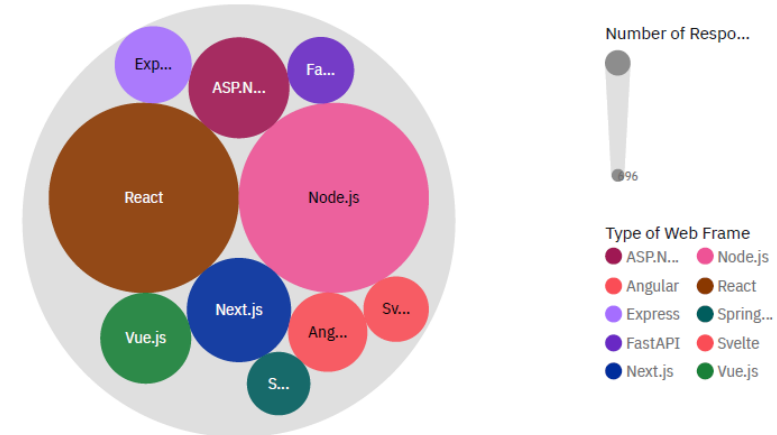 Exp...
ASP.N...
Fa...
React
Node.js
Next.js
Vue.js
Ang...
Sv...
S...
Number of Respo...
696
Type of Web Frame
ASP.N... Node.js
Angular React
Express Spring...
FastAPI Svelte
Next.js Vue.js